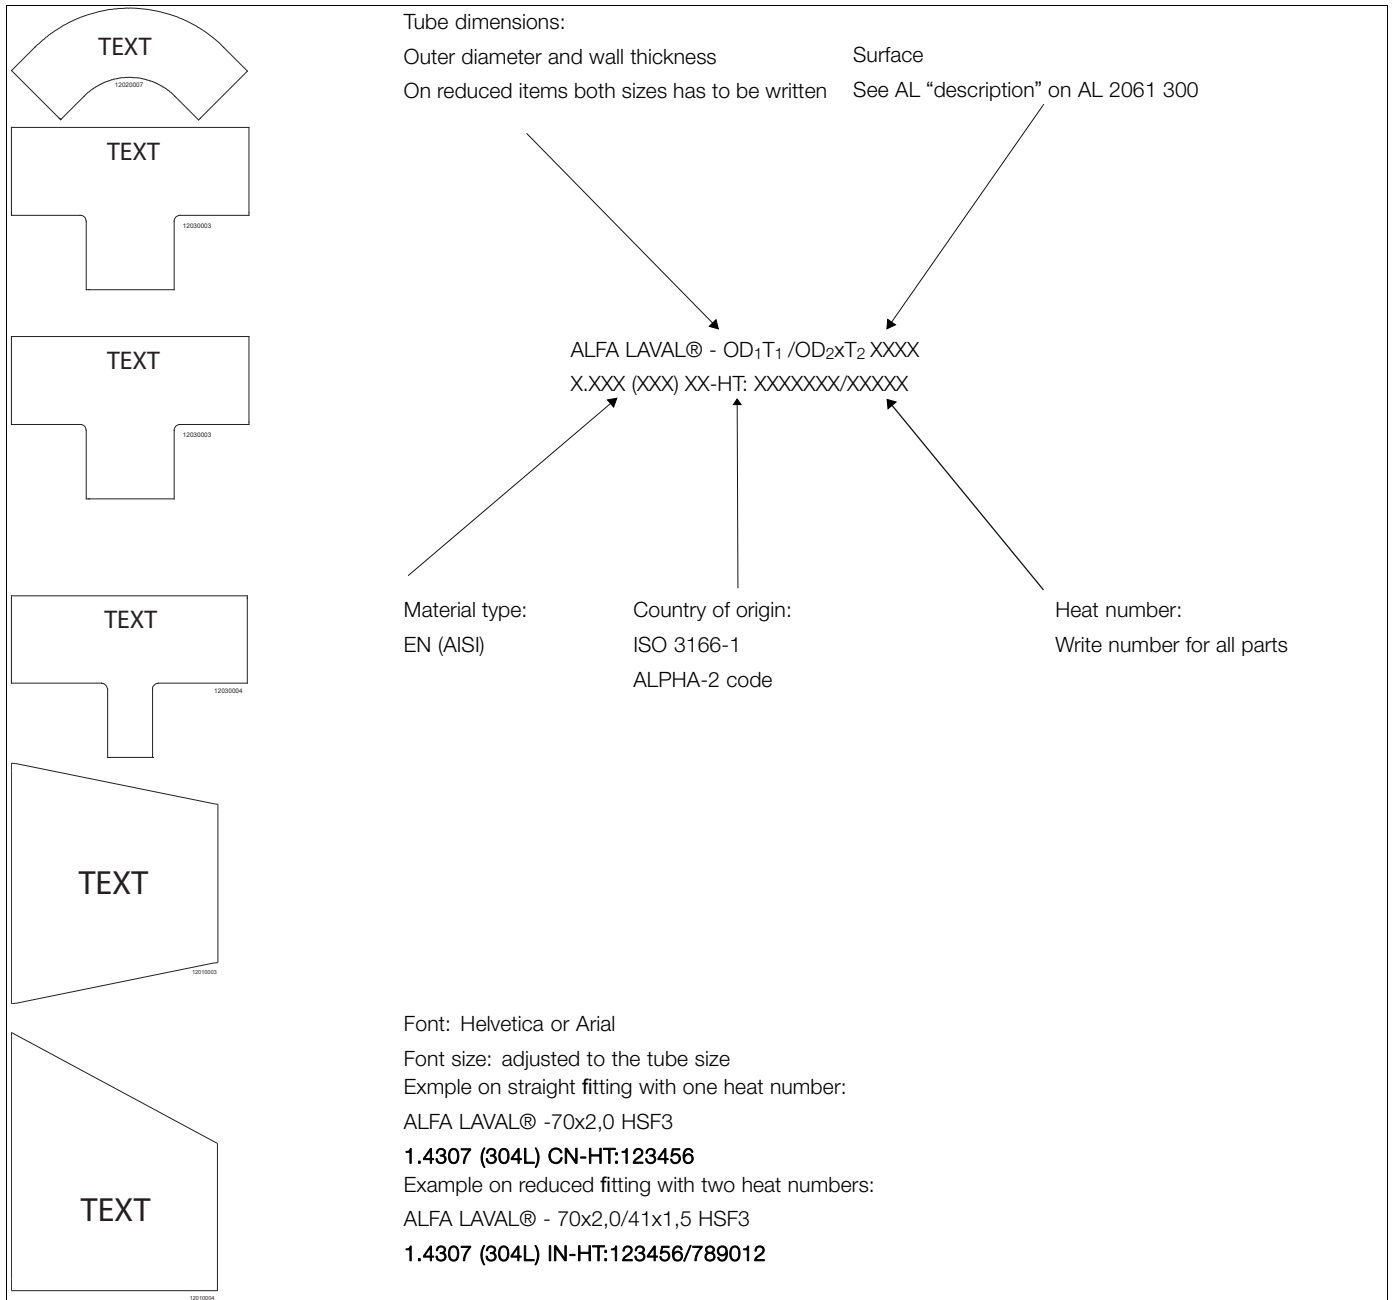 TEXT
12020007
TEXT
12030003
TEXT
12030003
TEXT
12030004
TEXT
12010003
TEXT
12010004
Tube dimensions:
Outer diameter and wall thickness
On reduced items both sizes has to be written
Surface
See AL “description” on AL 2061 300
ALFA LAVAL® - OD₁T₁ /OD₂xT₂ XXXX
X.XXX (XXX) XX-HT: XXXXXXX/XXXXX
Material type:
EN (AISI)
Country of origin:
ISO 3166-1
ALPHA-2 code
Heat number:
Write number for all parts
Font: Helvetica or Arial
Font size: adjusted to the tube size
Exmple on straight fitting with one heat number:
ALFA LAVAL® -70x2,0 HSF3
1.4307 (304L) CN-HT:123456
Example on reduced fitting with two heat numbers:
ALFA LAVAL® - 70x2,0/41x1,5 HSF3
1.4307 (304L) IN-HT:123456/789012